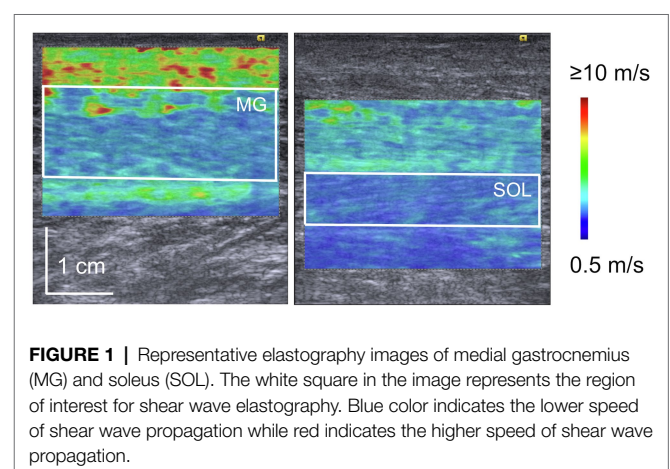 MG
SOL
1 cm
≥10 m/s
0.5 m/s
FIGURE 1 | Representative elastography images of medial gastrocnemius
(MG) and soleus (SOL). The white square in the image represents the region
of interest for shear wave elastography. Blue color indicates the lower speed
of shear wave propagation while red indicates the higher speed of shear wave
propagation.